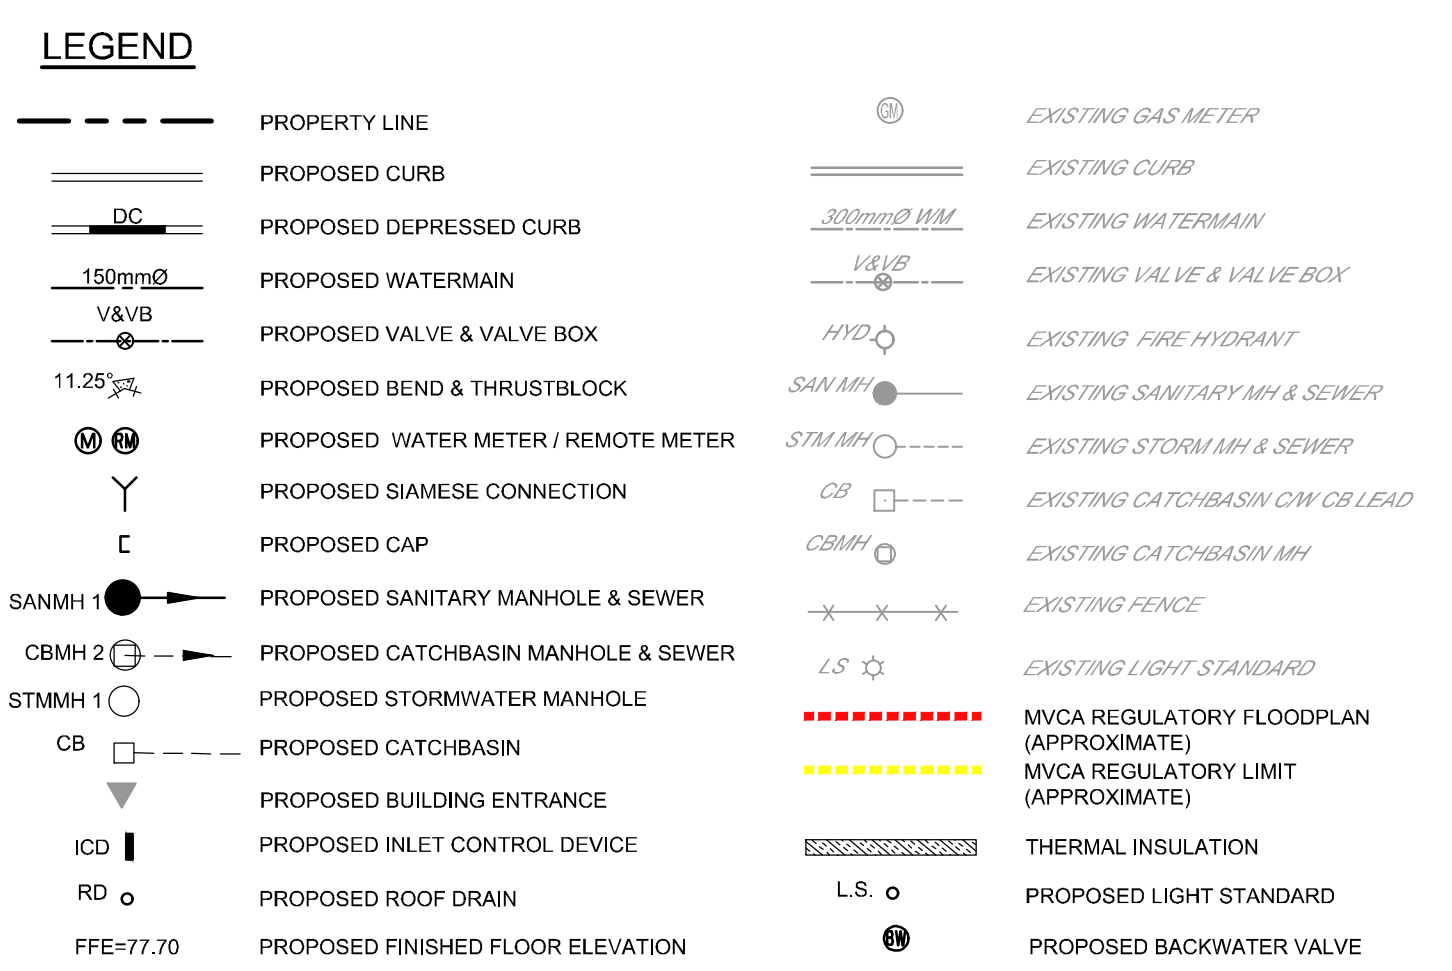 LEGEND
PROPERTY LINE
PROPOSED CURB
DC
PROPOSED DEPRESSED CURB
150mmØ
PROPOSED WATERMAIN
V&VB
PROPOSED VALVE & VALVE BOX
11.25°
PROPOSED BEND & THRUSTBLOCK
M RM
PROPOSED WATER METER / REMOTE METER
PROPOSED SIAMESE CONNECTION
PROPOSED CAP
SANMH 1
PROPOSED SANITARY MANHOLE & SEWER
CBMH 2
PROPOSED CATCHBASIN MANHOLE & SEWER
STMMH 1
PROPOSED STORMWATER MANHOLE
CB
PROPOSED CATCHBASIN
PROPOSED BUILDING ENTRANCE
ICD
PROPOSED INLET CONTROL DEVICE
RD
PROPOSED ROOF DRAIN
FFE=77.70
PROPOSED FINISHED FLOOR ELEVATION
GM
EXISTING GAS METER
EXISTING CURB
300mmØ WM
EXISTING WATERMAIN
V&VB
EXISTING VALVE & VALVE BOX
HYD
EXISTING FIRE HYDRANT
SAN MH
EXISTING SANITARY MH & SEWER
STM MH
EXISTING STORM MH & SEWER
CB
EXISTING CATCHBASIN C/W CB LEAD
CBMH
EXISTING CATCHBASIN MH
EXISTING FENCE
LS
EXISTING LIGHT STANDARD
MVCA REGULATORY FLOODPLAN
(APPROXIMATE)
MVCA REGULATORY LIMIT
(APPROXIMATE)
THERMAL INSULATION
L.S.
PROPOSED LIGHT STANDARD
BW
PROPOSED BACKWATER VALVE